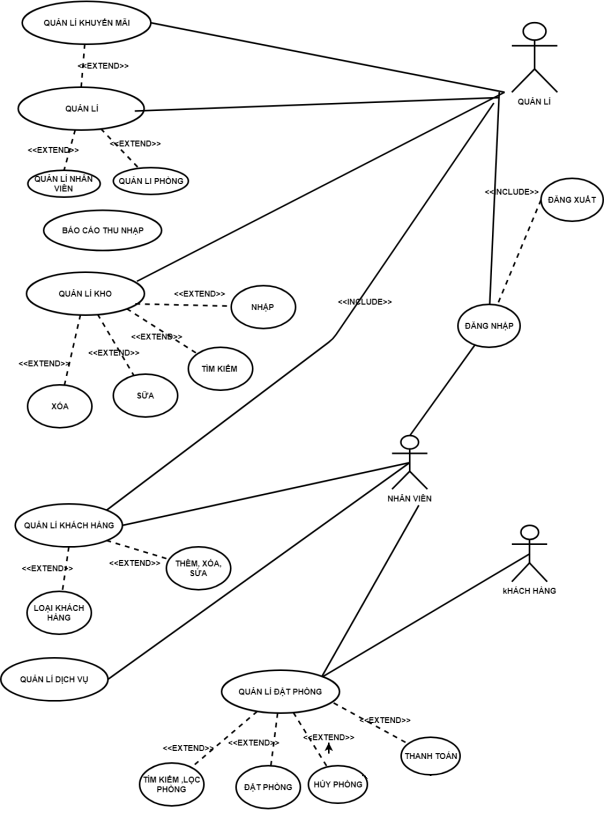 QUẢN LÍ KHUYẾN MÃI
<<EXTEND>>
QUẢN LÍ
QUẢN LÍ
<<EXTEND>>
<<EXTEND>>
QUẢN LÍ NHÂN
VIÊN
QUẢN LI PHÒNG
<<INCLUDE>>
ĐĂNG XUẤT
BÁO CÁO THU NHẬP
QUẢN LÍ KHO
<<EXTEND>>
NHẬP
<<INCLUDE>>
ĐĂNG NHẬP
<<EXTEND>>
<<EXTEND>>
<<EXTEND>>
TÌM KIẾM
XÓA
SỮA
NHÂN VIÊN
QUẢN LÍ KHÁCH HÀNG
<<EXTEND>>
<<EXTEND>>
THÊM, XÓA,
SỬA
kHÁCH HÀNG
LOẠI KHÁCH
HÀNG
QUẢN LÍ DỊCH VỤ
QUẢN LÍ ĐẶT PHÒNG
<<EXTEND>>
<<EXTEND>>
<<EXTEND>>
<<EXTEND>>
THANH TOÁN
TÌM KIẾM ,LỌC
PHÒNG
ĐẶT PHÒNG
HỦY PHÒNG